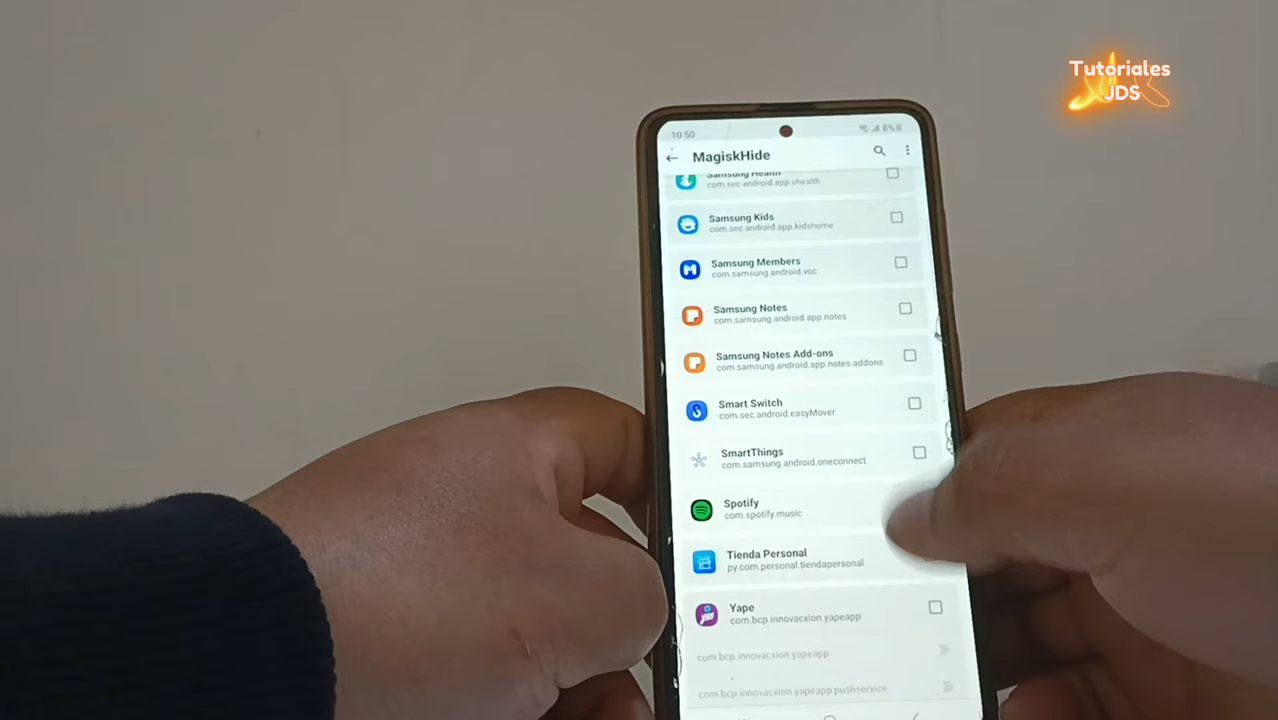 Tutoriales
JDS
10:50
8%
MagiskHide
Samsung Health
com.sec.android.app.shealth
Samsung Kids
com.sec.android.app.kidshome
Samsung Members
com.samsung.android.voc
Samsung Notes
com.samsung.android.app.notes
Samsung Notes Add-ons
com.samsung.android.app.notes.addons
Smart Switch
com.sec.android.easyMover
SmartThings
com.samsung.android.oneconnect
Spotify
com.spotify.music
Tienda Personal
py.com.personal.tiendapersonal
Yape
com.bcp.innovacxion.yapeapp
com.bcp.innovacxion.yapeapp
com.bcp.innovacxion.yapeapp.pushservice